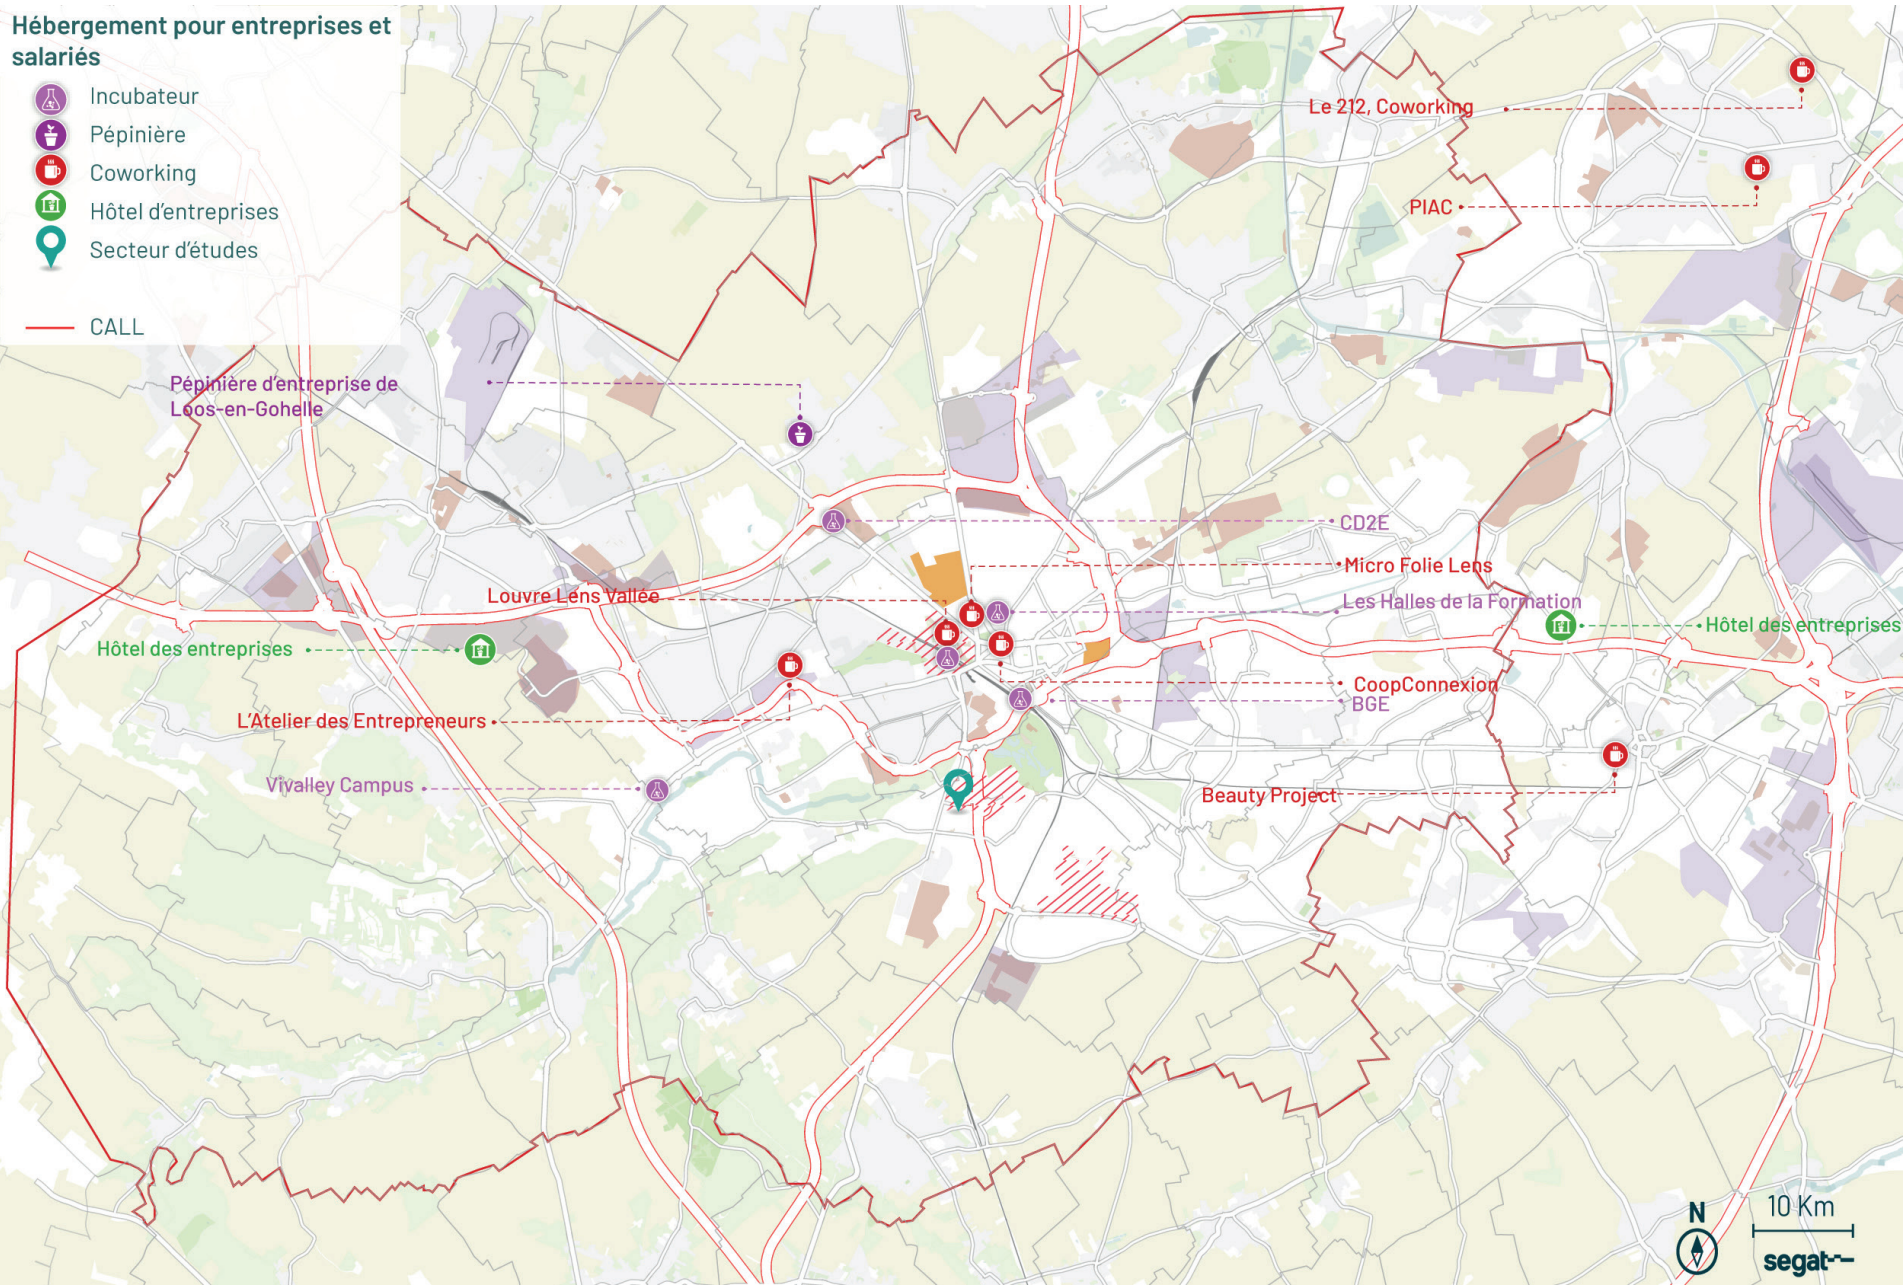 Hébergement pour entreprises et
salariés
Incubateur
Pépinière
Coworking
Hôtel d'entreprises
Secteur d'études
CALL
Le 212, Coworking
PIAC
Pépinière d'entreprise de
Loos-en-Gohelle
CD2E
Micro Folie Lens
Louvre Lens Vallée
Les Halles de la Formation
Hôtel des entreprises
Hôtel des entreprises
CoopConnexion
BGE
L'Atelier des Entrepreneurs
Vivalley Campus
Beauty Project
N
10 Km
segat